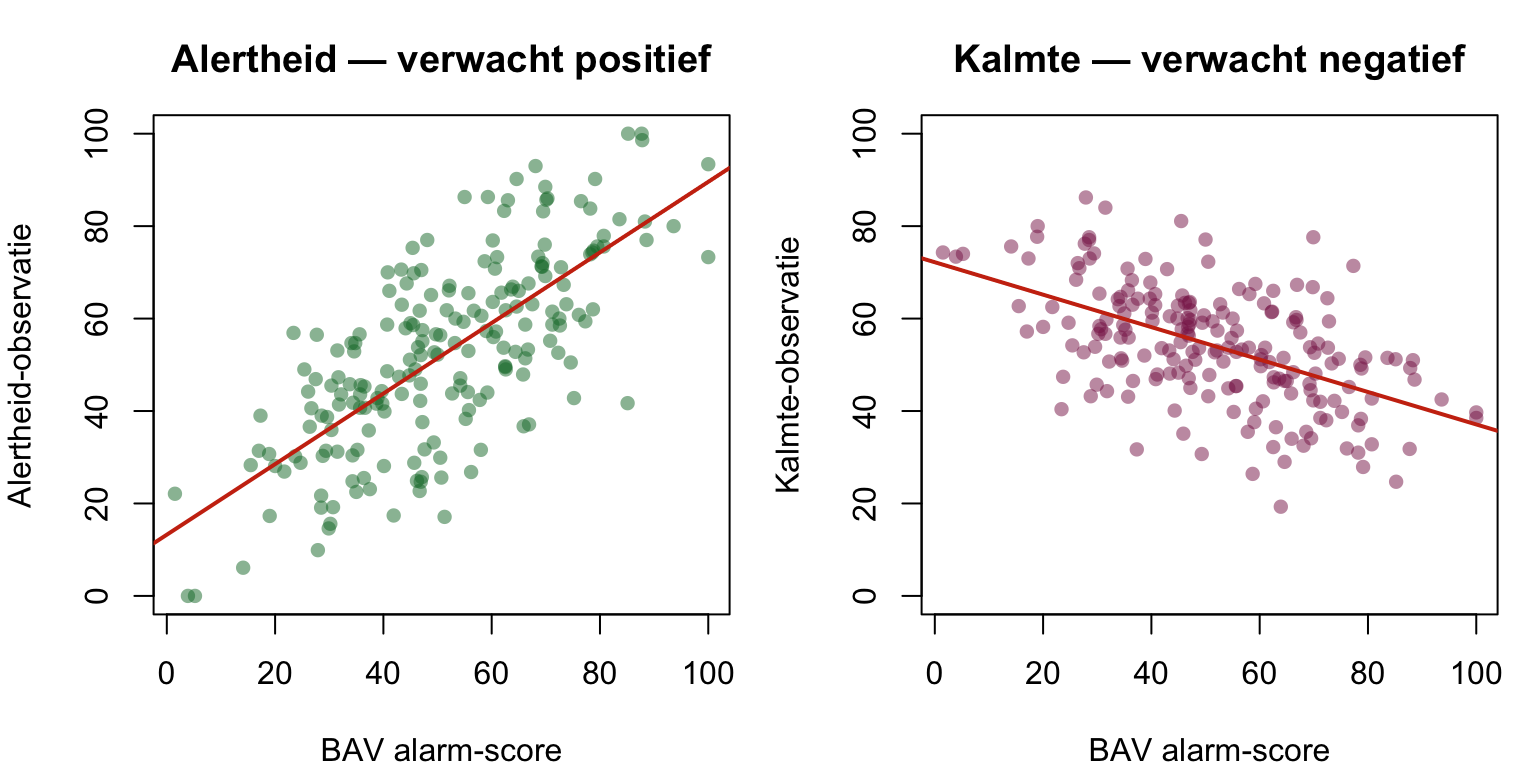 Alertheid — verwacht positief
Alertheid-observatie
100
80
60
40
20
0
0 20 40 60 80 100
BAV alarm-score
Kalmte — verwacht negatief
Kalmte-observatie
100
80
60
40
20
0
0 20 40 60 80 100
BAV alarm-score